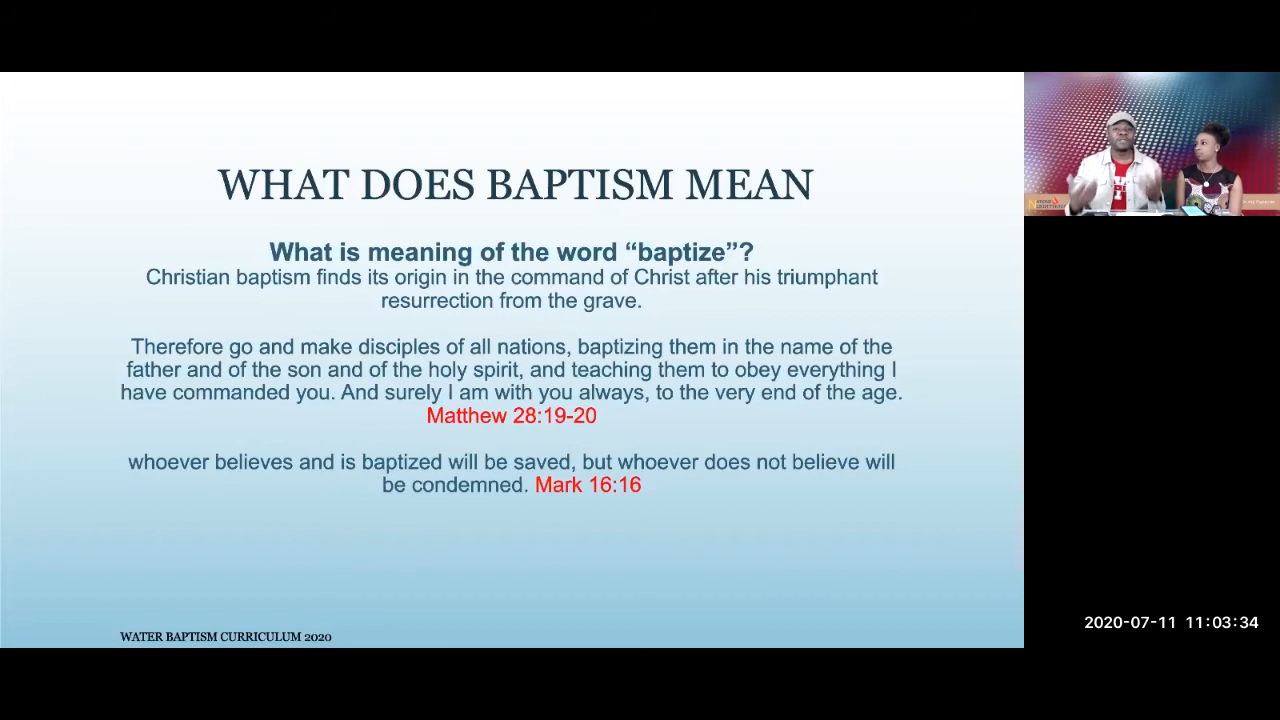 WHAT DOES BAPTISM MEAN
What is meaning of the word “baptize”?
Christian baptism finds its origin in the command of Christ after his triumphant
resurrection from the grave.
Therefore go and make disciples of all nations, baptizing them in the name of the
father and of the son and of the holy spirit, and teaching them to obey everything I
have commanded you. And surely I am with you always, to the very end of the age.
Matthew 28:19-20
whoever believes and is baptized will be saved, but whoever does not believe will
be condemned. Mark 16:16
WATER BAPTISM CURRICULUM 2020
2020-07-11 11:03:34